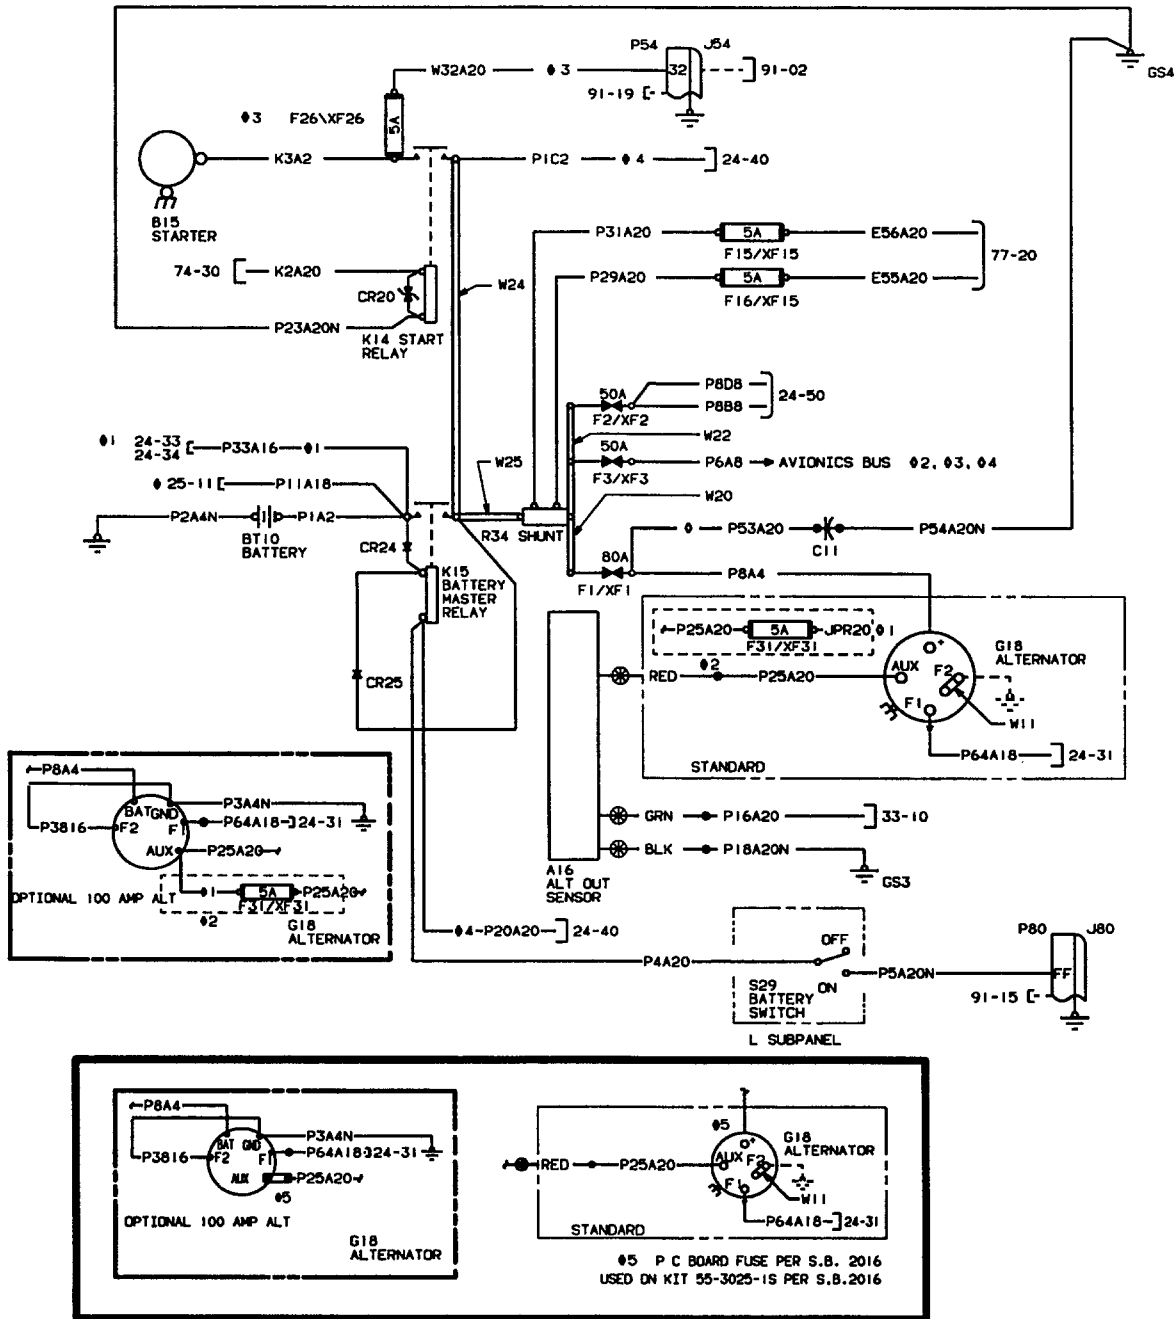 P54 J54
W32A20 ♦3 32 91-02
GS4
91-19
♦3 F26\XF26 5A
K3A2 P1C2 ♦4 24-40
B15
STARTER
P31A20 5A E56A20
F15/XF15
77-20
74-30 K2A20 P29A20 5A E55A20
W24
CR20 F16/XF15
P23A20N
K14 START
RELAY
P8D8
50A 24-50
P8B8
F2/XF2
♦1 24-33 P33A16 ♦1 W22
24-34 50A
W25 P6A8 AVIONICS BUS ♦2, ♦3, ♦4
F3/XF3
♦ 25-11 P11A18
W20
P2A4N P1A2 ♦ P53A20 P54A20N
R34 SHUNT
BT10
BATTERY
CR24 80A C11
K15
BATTERY
MASTER
RELAY
P8A4
F1/XF1
P25A20 5A JPR20 ♦1
F31/XF31
G18
ALTERNATOR
♦2
RED P25A20 AUX + F2
CR25
F1
W11
P64A18 24-31
STANDARD
P8A4
BAT GND P3A4N
P3816 F2 F1 P64A18 24-31
AUX P25A20
GRN P16A20 33-10
BLK P18A20N
GS3
A16
ALT OUT
SENSOR
♦1 5A P25A20
OPTIONAL 100 AMP ALT
F31/XF31
♦2
G18
ALTERNATOR
♦4 P20A20 24-40
P4A20 OFF
ON
P5A20N FF
P80 J80
91-15
S29
BATTERY
SWITCH
L SUBPANEL
P8A4
BAT GND P3A4N
P3816 F2 F1 P64A18 24-31
AUX P25A20
♦5
OPTIONAL 100 AMP ALT
G18
ALTERNATOR
♦5
+
G18
ALTERNATOR
RED P25A20 AUX F2
F1
W11
P64A18 24-31
STANDARD
♦5 P C BOARD FUSE PER S.B. 2016
USED ON KIT 55-3025-1S PER S.B.2016